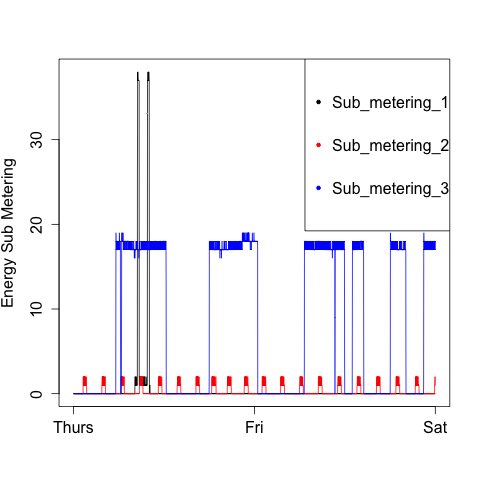 Sub_metering_1
Sub_metering_2
Sub_metering_3
Energy Sub Metering
30
20
10
0
Thurs Fri Sat